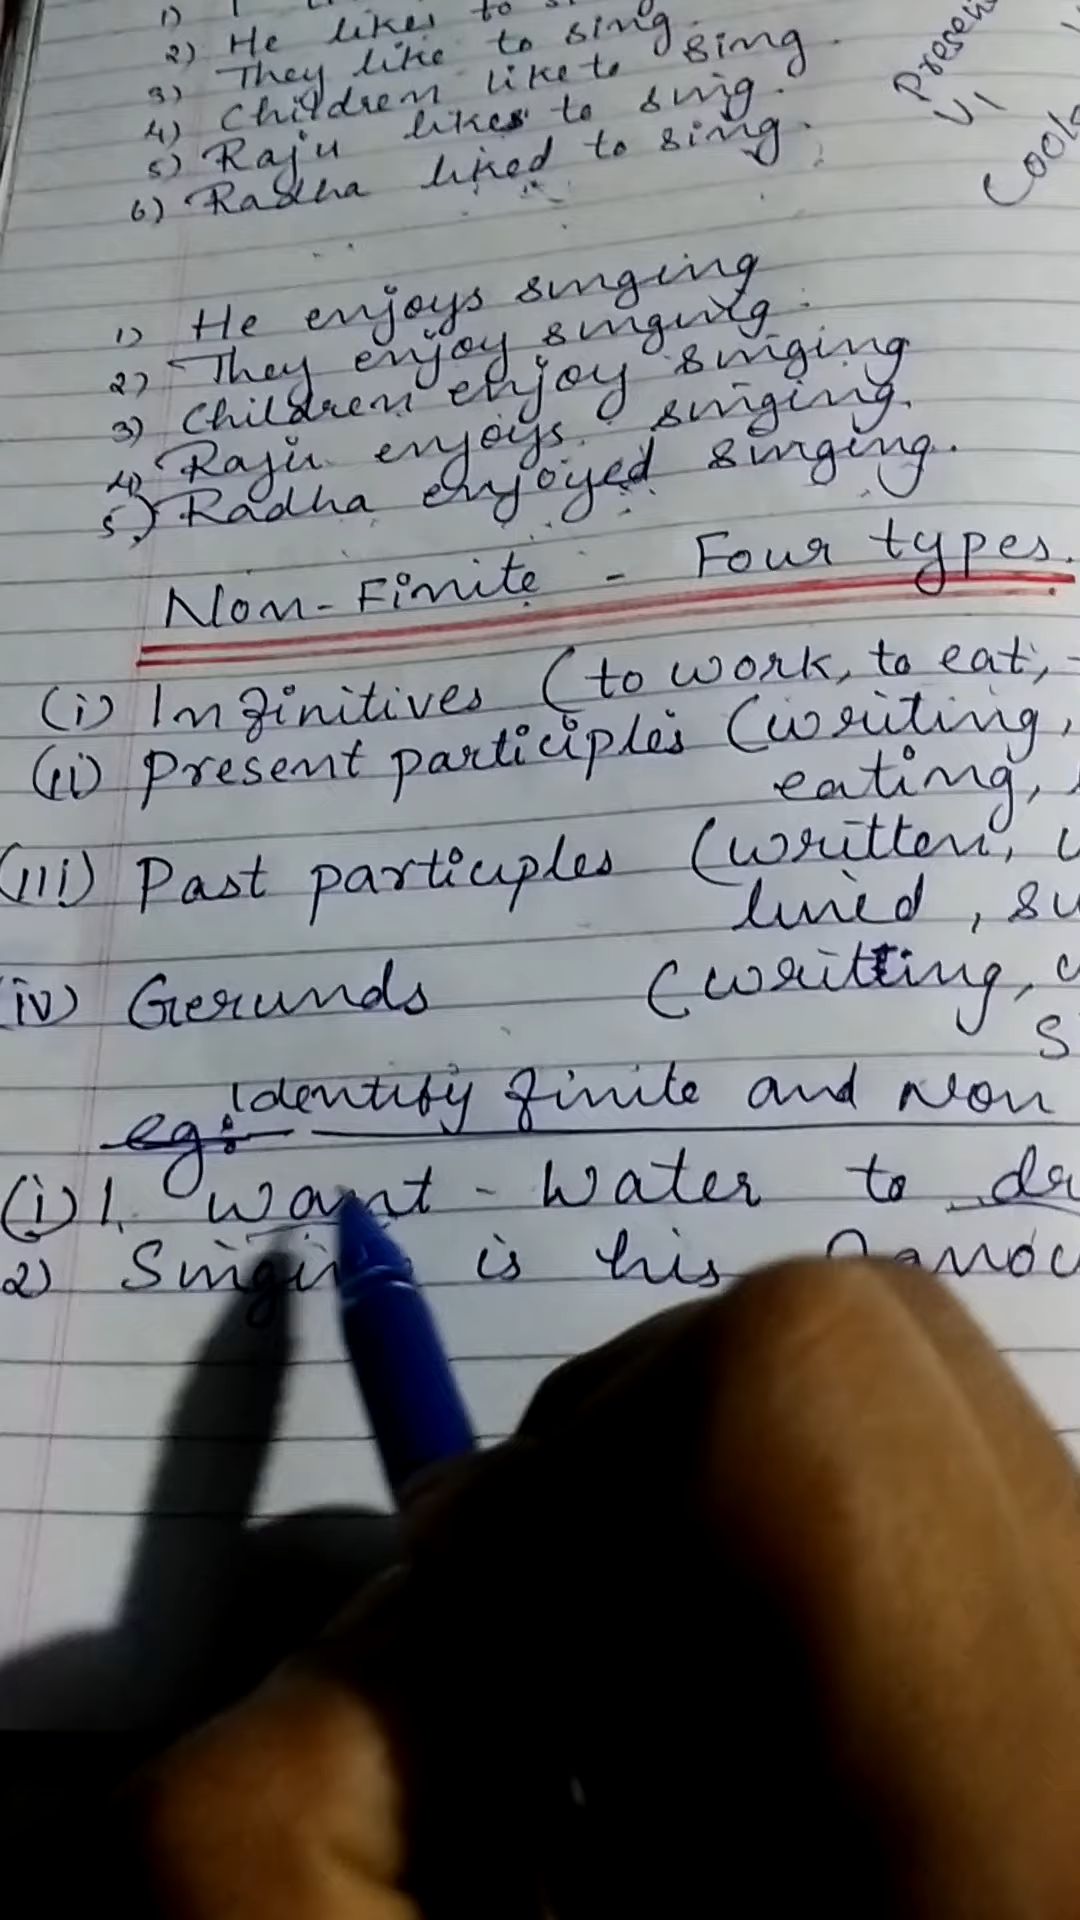 1)
2) He likes to
3) They like to sing.
4) Children like to sing.
5) Raju likes to sing.
6) Radha liked to sing.
Present
V1
1) He enjoys singing
2) They enjoy singing.
3) Children enjoy singing
4) Raju enjoys singing.
5) Radha enjoyed singing.
Non-Finite - Four types.
(i) Infinitives (to work, to eat,
(ii) Present participles (writing,
eating,
(iii) Past participles (written,
(iv) Gerunds (writting,
Identify finite and Non
eg:
(i) 1. want - Water to
2) is his